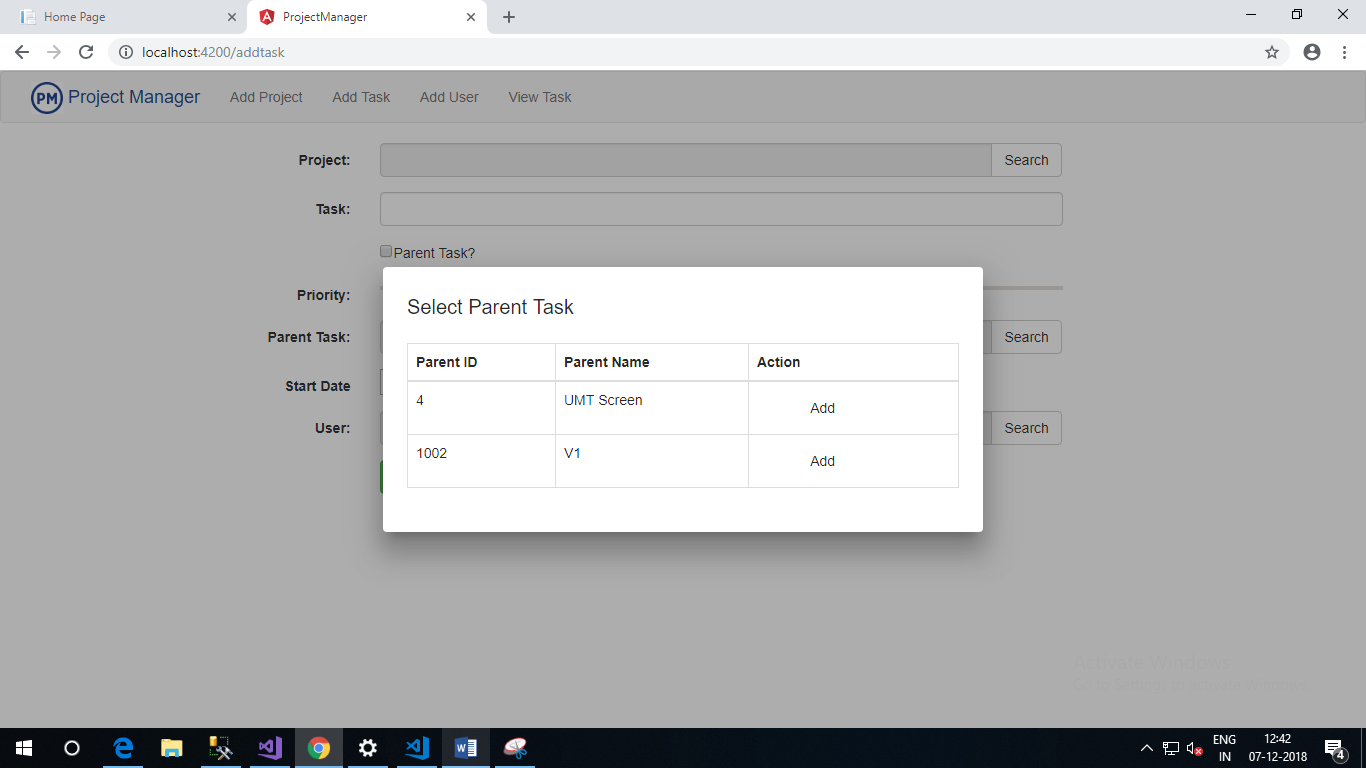 Home Page
ProjectManager
localhost:4200/addtask
PM Project Manager Add Project Add Task Add User View Task
Project: Search
Task:
Parent Task?
Priority:
Parent Task: Search
Start Date
User: Search
Select Parent Task
Parent ID Parent Name Action
4 UMT Screen Add
1002 V1 Add
Activate Windows
ENG 12:42
IN 07-12-2018
4